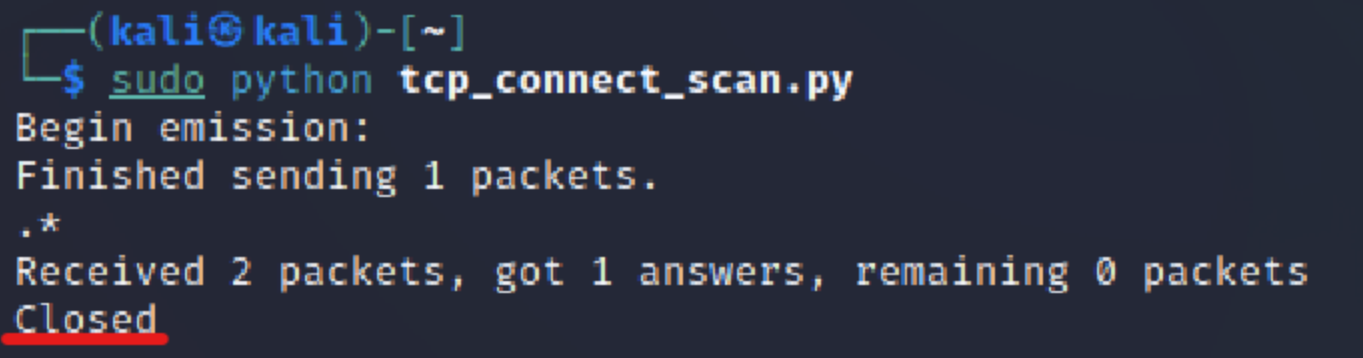 ┌──(kali㉿kali)-[~]
└─$ sudo python tcp_connect_scan.py
Begin emission:
Finished sending 1 packets.
.*
Received 2 packets, got 1 answers, remaining 0 packets
Closed